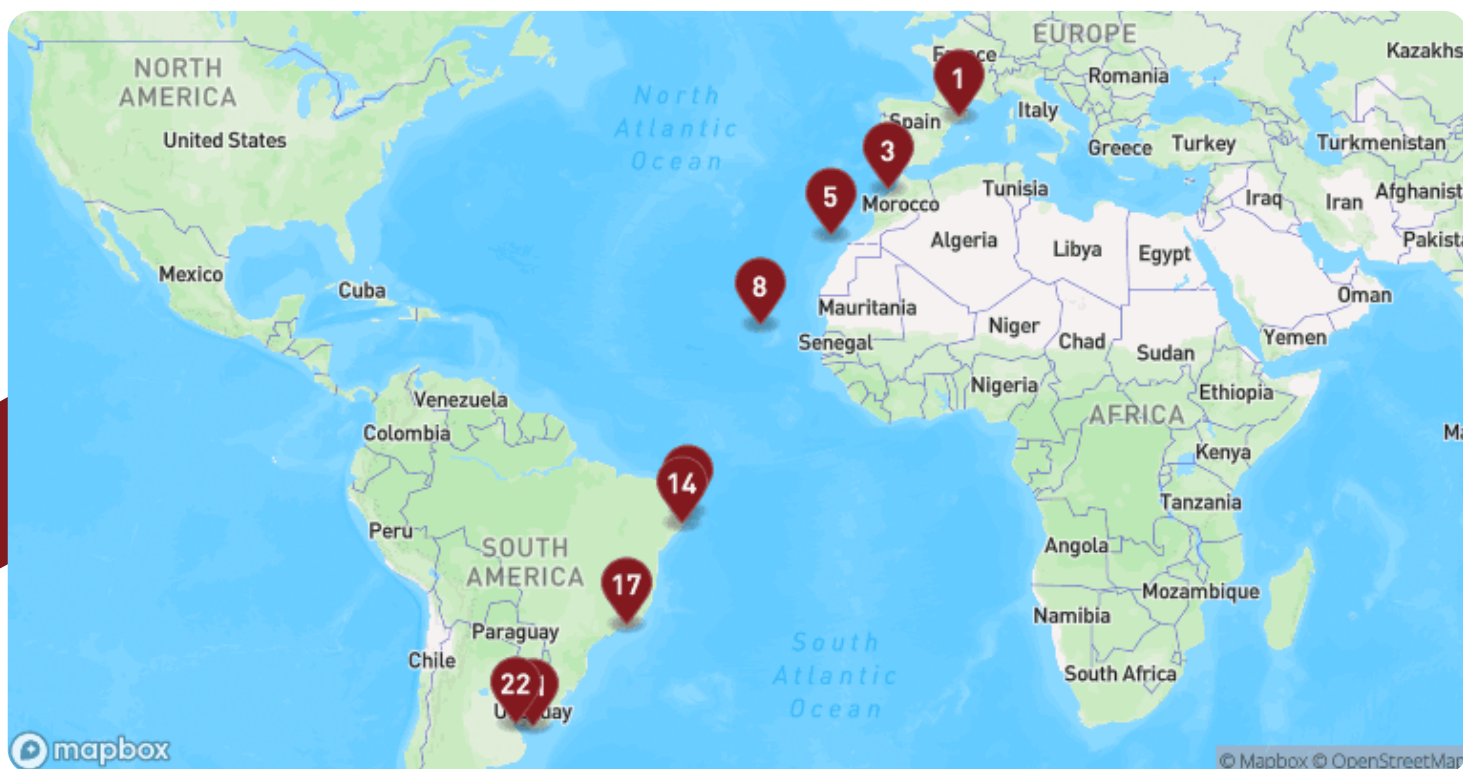 NORTH
AMERICA
United States
Mexico
Cuba
North
Atlantic
Ocean
EUROPE
France
Romania
Kazakhs
1
Spain
Italy
Greece
Turkey
Turkmenistan
3
5
Morocco
Tunisia
Iraq
Iran
Afghanist
Algeria
Libya
Egypt
Pakista
8
Mauritania
Oman
Niger
Chad
Yemen
Senegal
Sudan
Nigeria
Ethiopia
Venezuela
Colombia
AFRICA
Kenya
Ma
14
Tanzania
Peru
SOUTH
AMERICA
Angola
17
Mozambique
Namibia
Paraguay
Chile
South
Atlantic
Ocean
South Africa
22
Uruguay
mapbox
© Mapbox © OpenStreetMap